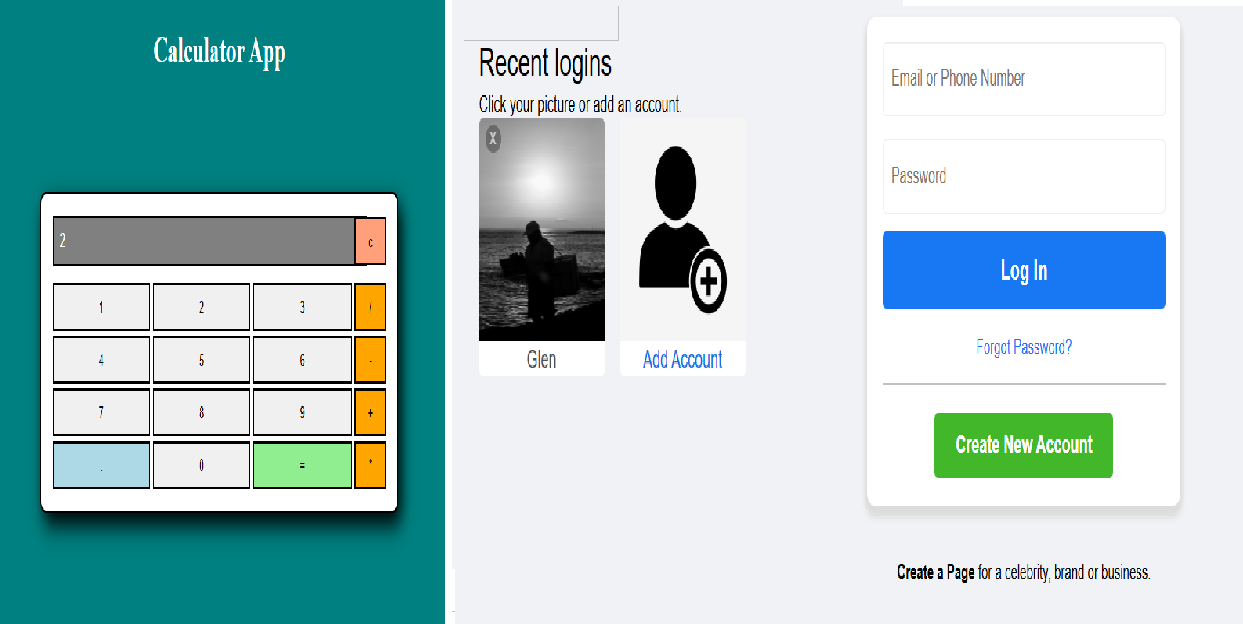 Calculator App
2
c
1 2 3 /
4 5 6 -
7 8 9 +
. 0 = *
Recent logins
Click your picture or add an account.
X
Glen
Add Account
Email or Phone Number
Password
Log In
Forgot Password?
Create New Account
Create a Page for a celebrity, brand or business.